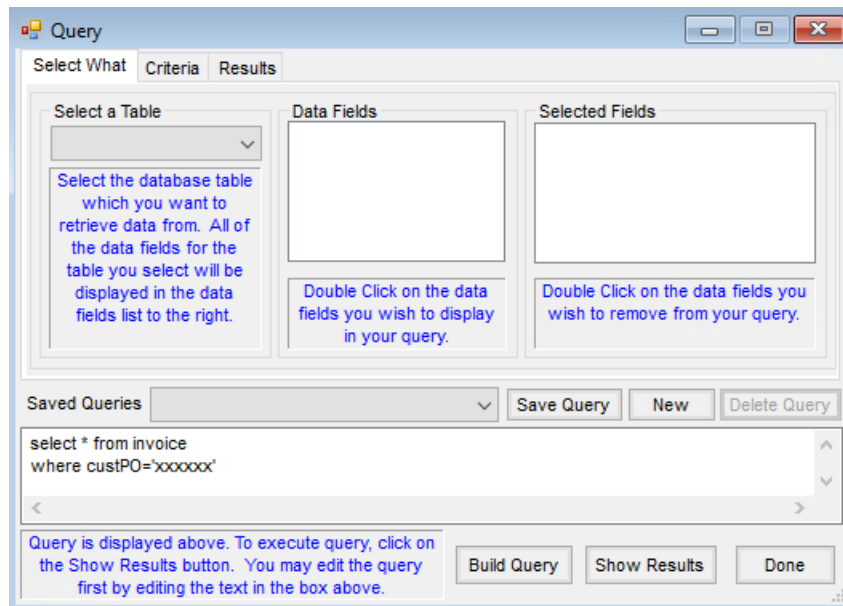 Query
Select What Criteria Results
Select a Table
Data Fields
Selected Fields
Select the database table
which you want to
retrieve data from. All of
the data fields for the
table you select will be
displayed in the data
fields list to the right.
Double Click on the data
fields you wish to display
in your query.
Double Click on the data fields you
wish to remove from your query.
Saved Queries
Save Query
New
Delete Query
select * from invoice
where custPO='xxxxxx'
Query is displayed above. To execute query, click on
the Show Results button. You may edit the query
first by editing the text in the box above.
Build Query
Show Results
Done